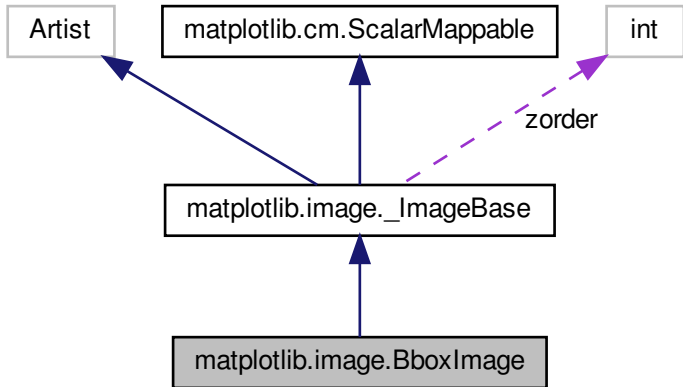 Artist
matplotlib.cm.ScalarMappable
int
zorder
matplotlib.image._ImageBase
matplotlib.image.BboxImage